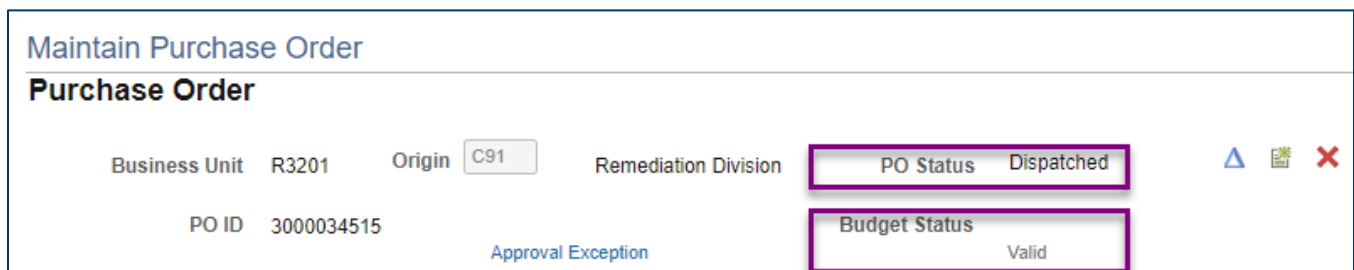 Maintain Purchase Order
Purchase Order
Business Unit R3201 Origin C91 Remediation Division PO Status Dispatched
PO ID 3000034515 Budget Status
Approval Exception Valid